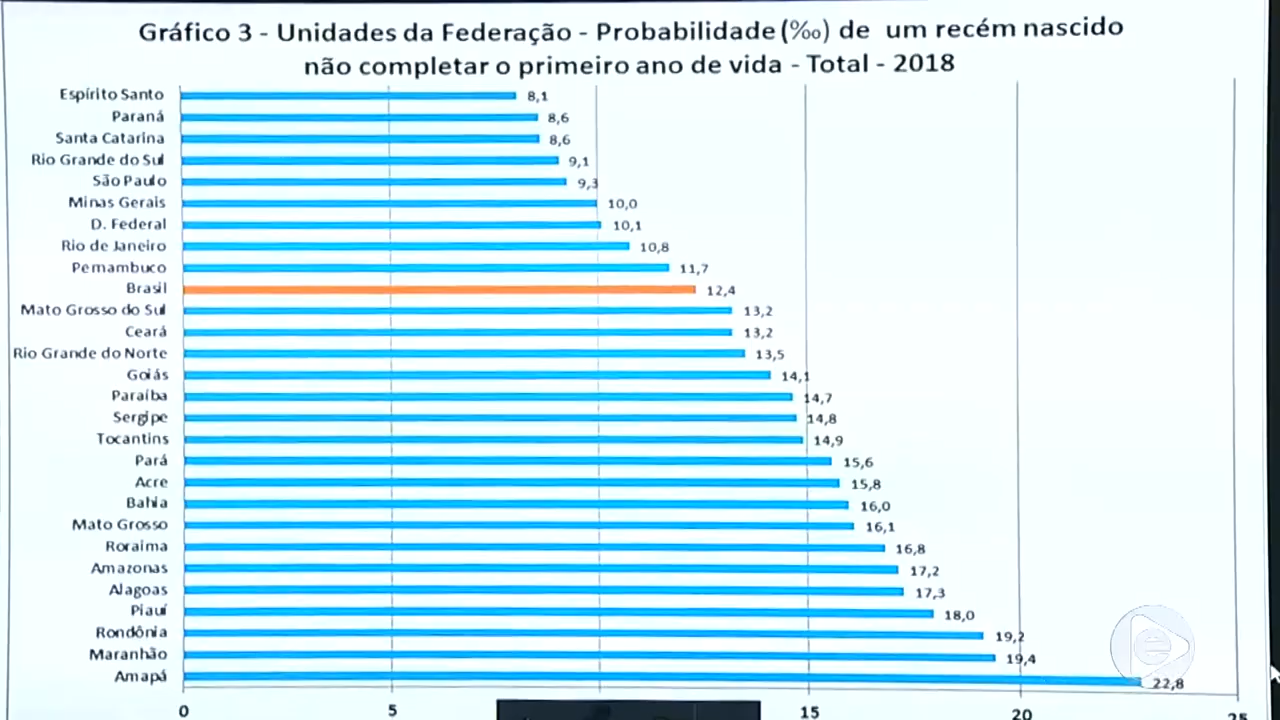 Gráfico 3 - Unidades da Federação - Probabilidade (‰) de um recém nascido
não completar o primeiro ano de vida - Total - 2018
Espírito Santo 8,1
Paraná 8,6
Santa Catarina 8,6
Rio Grande do Sul 9,1
São Paulo 9,3
Minas Gerais 10,0
D. Federal 10,1
Rio de Janeiro 10,8
Pernambuco 11,7
Brasil 12,4
Mato Grosso do Sul 13,2
Ceará 13,2
Rio Grande do Norte 13,5
Goiás 14,1
Paraíba 14,7
Sergipe 14,8
Tocantins 14,9
Pará 15,6
Acre 15,8
Bahia 16,0
Mato Grosso 16,1
Roraima 16,8
Amazonas 17,2
Alagoas 17,3
Piauí 18,0
Rondônia 19,2
Maranhão 19,4
Amapá 22,8
0 5 15 20 25